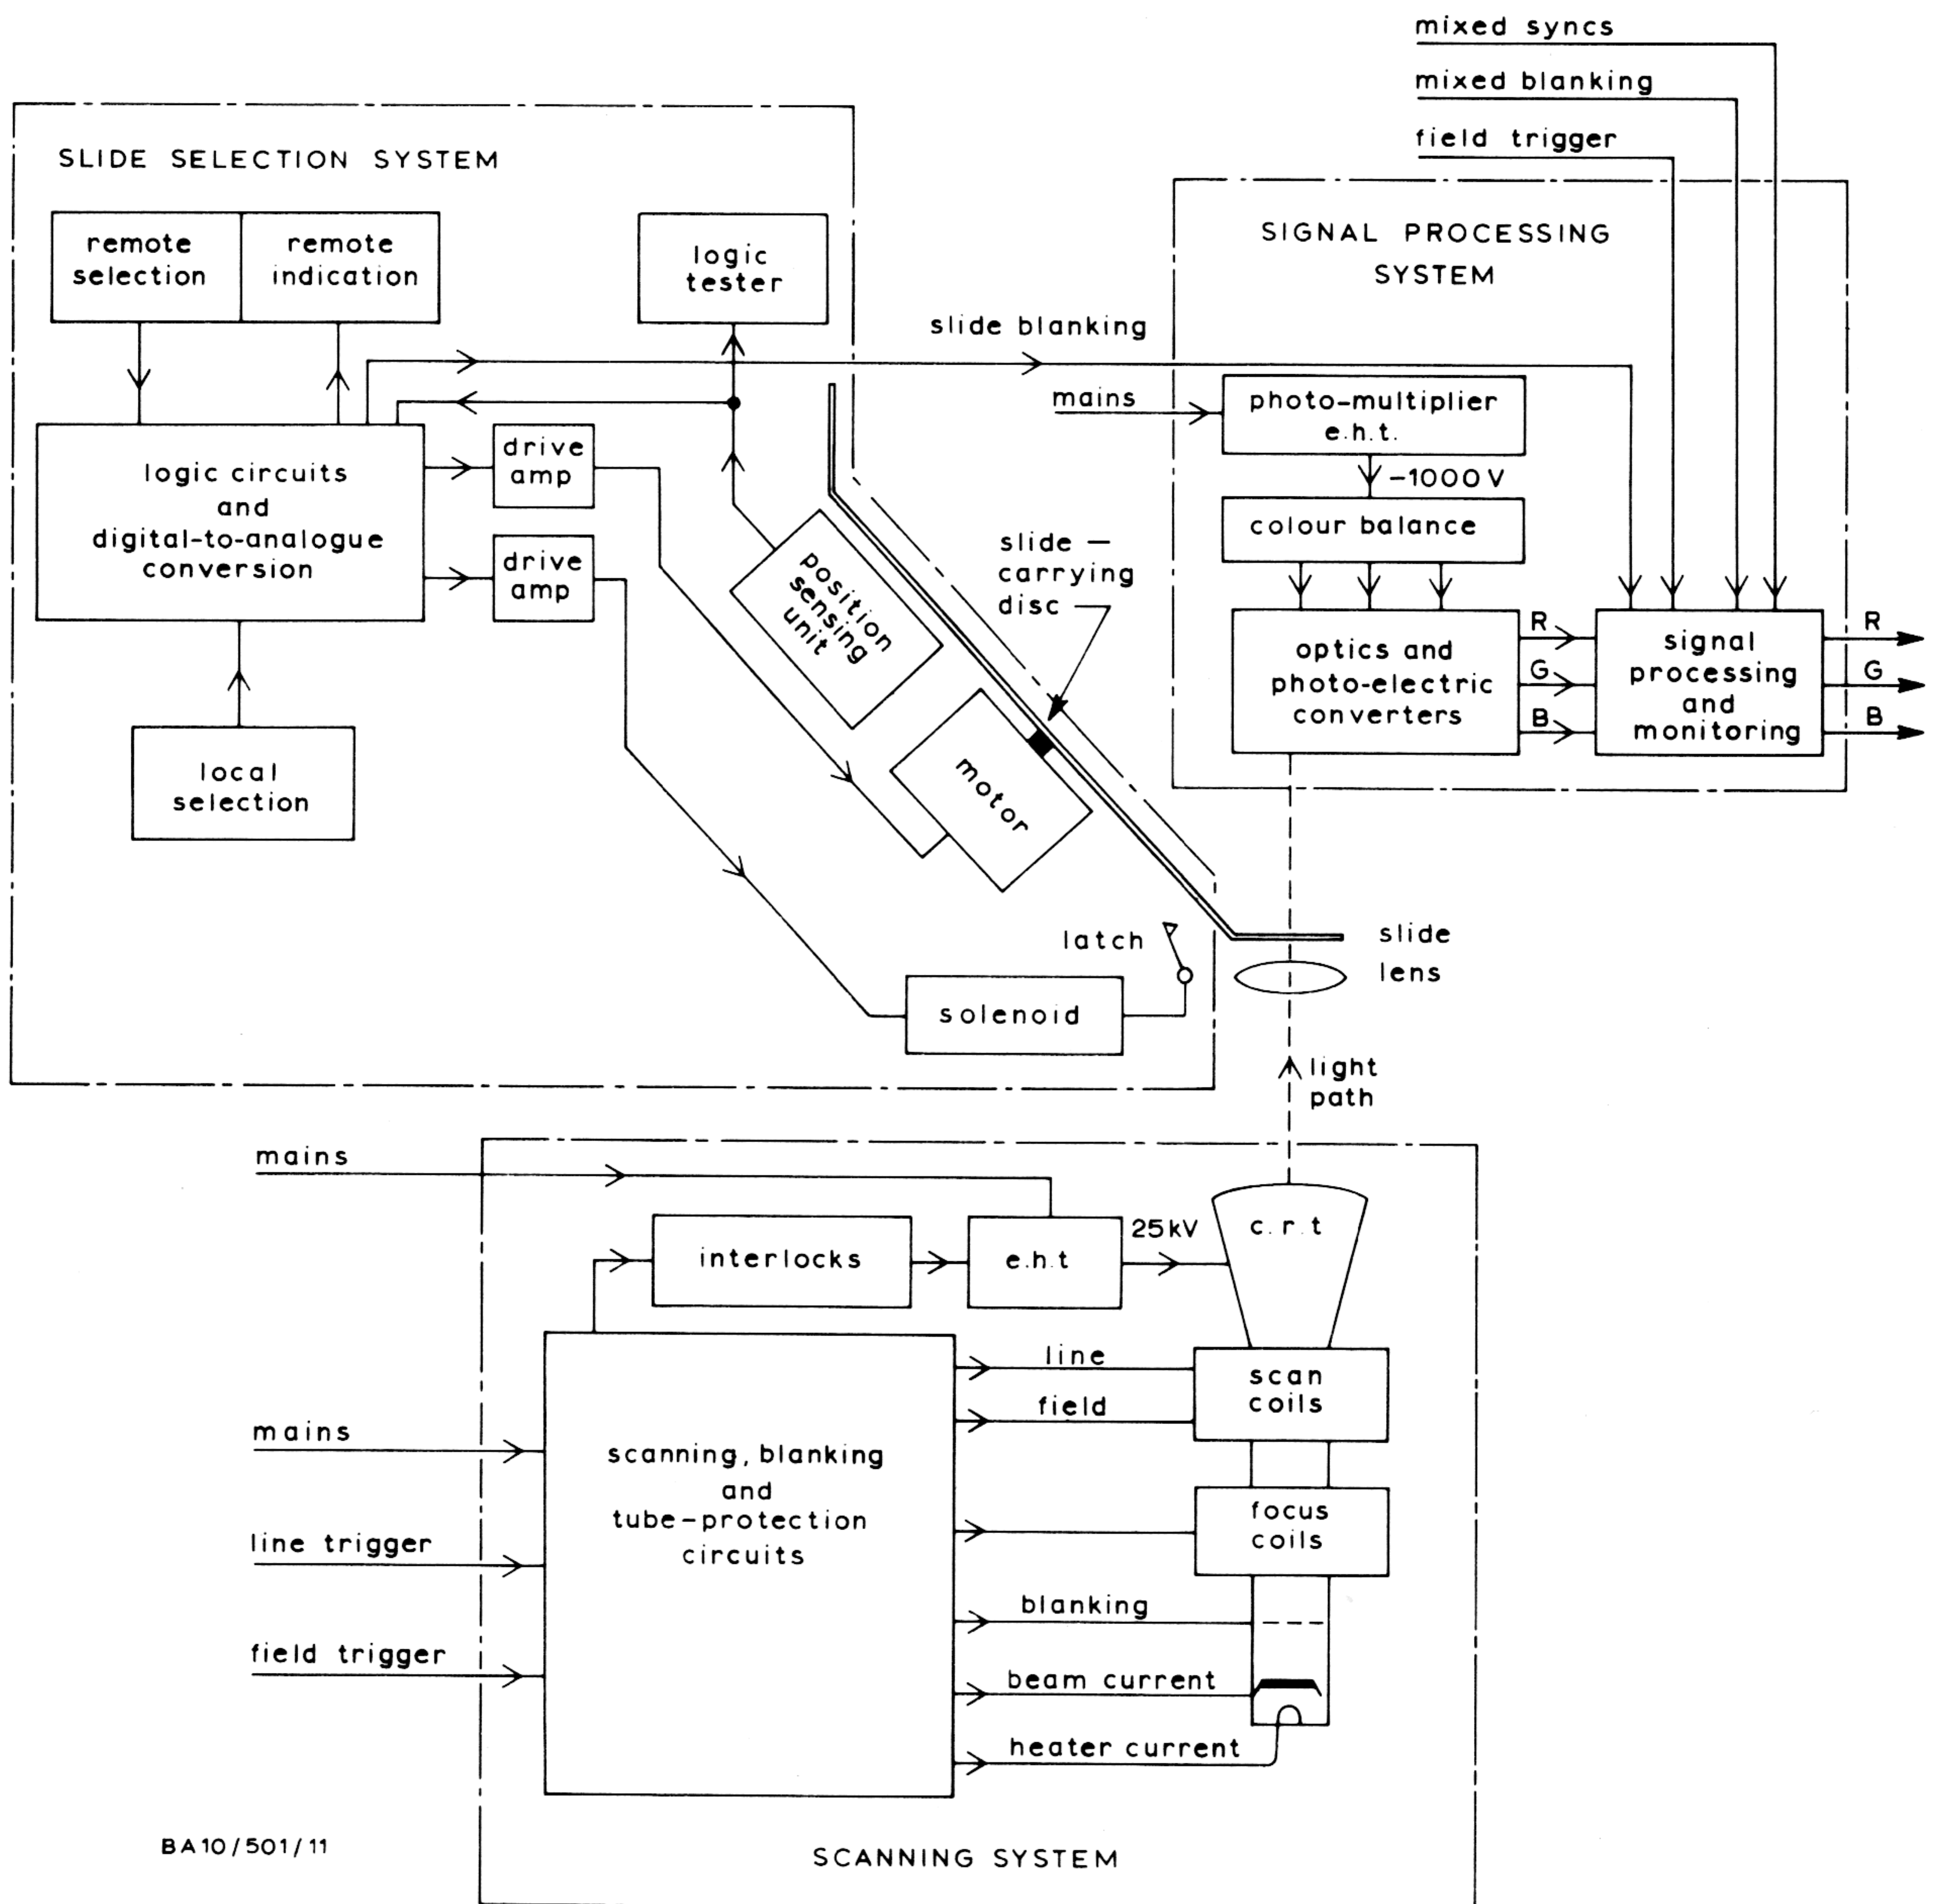 mixed syncs
mixed blanking
field trigger
SLIDE SELECTION SYSTEM
remote
selection
remote
indication
logic
tester
SIGNAL PROCESSING
SYSTEM
slide blanking
mains
photo-multiplier
e.h.t.
-1000V
colour balance
logic circuits
and
digital-to-analogue
conversion
drive
amp
drive
amp
position
sensing
unit
slide -
carrying
disc
optics and
photo-electric
converters
R
G
B
signal
processing
and
monitoring
R
G
B
local
selection
motor
latch
solenoid
slide
lens
light
path
mains
interlocks
e.h.t
25kV
c.r.t
line
field
scan
coils
mains
line trigger
field trigger
scanning, blanking
and
tube-protection
circuits
focus
coils
blanking
beam current
heater current
BA10/501/11
SCANNING SYSTEM